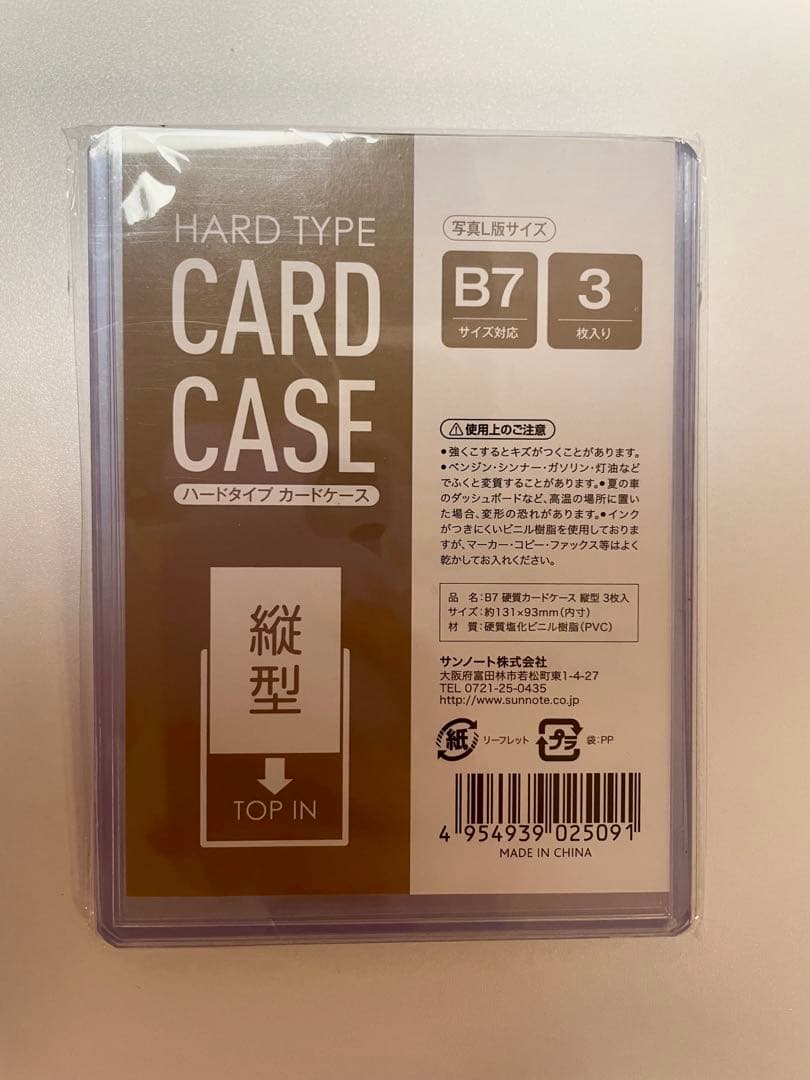 HARD TYPE
CARD
CASE
ハードタイプ カードケース
縦型
TOP IN
写真L版サイズ
B7
サイズ対応
3
枚入り
⚠使用上のご注意
●強くこするとキズがつくことがあります。
●ベンジン・シンナー・ガソリン・灯油など
でふくと変質することがあります。●夏の車
のダッシュボードなど、高温の場所に置い
た場合、変形の恐れがあります。●インク
がつきにくいビニル樹脂を使用しておりま
すが、マーカー・コピー・ファックス等はよく
乾かしてお入れください。
品 名:B7 硬質カードケース 縦型 3枚入
サイズ:約131×93mm(内寸)
材 質:硬質塩化ビニル樹脂(PVC)
サンノート株式会社
大阪府富田林市若松町東1-4-27
TEL 0721-25-0435
http://www.sunnote.co.jp
紙 リーフレット プラ 袋:PP
4 954939 025091
MADE IN CHINA